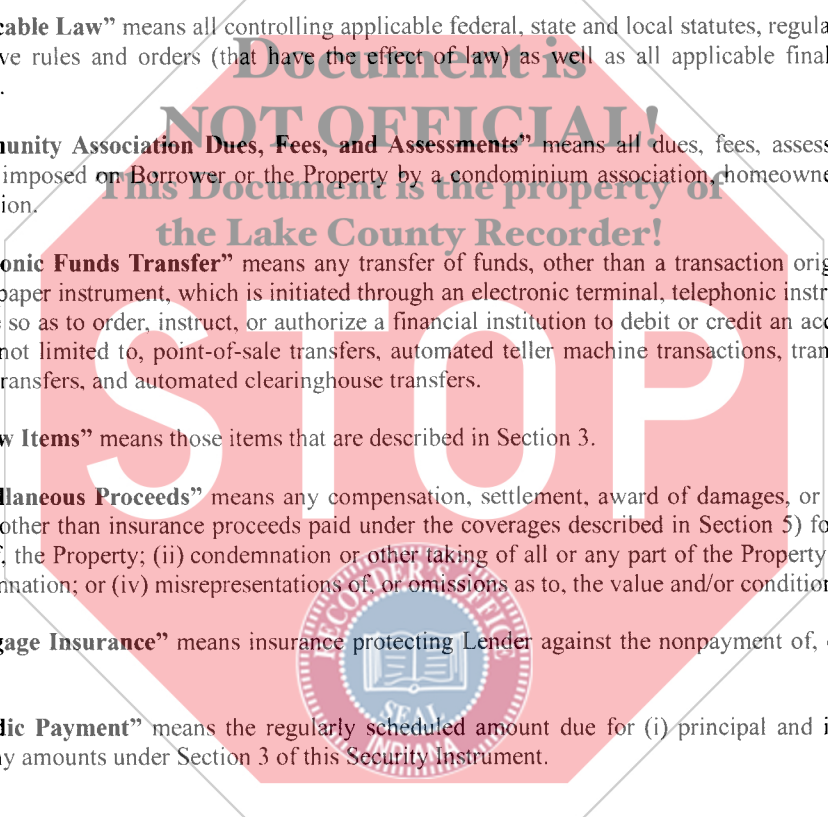 cable Law” means all controlling applicable federal, state and local statutes, regula
ve rules and orders (that have the effect of law) as well as all applicable final
.
Document is
NOT OFFICIAL!
This Document is the property of
the Lake County Recorder!
unity Association Dues, Fees, and Assessments” means all dues, fees, assess
imposed on Borrower or the Property by a condominium association, homeowne
ion.
onic Funds Transfer” means any transfer of funds, other than a transaction orig
paper instrument, which is initiated through an electronic terminal, telephonic instr
so as to order, instruct, or authorize a financial institution to debit or credit an acc
not limited to, point-of-sale transfers, automated teller machine transactions, tran
ransfers, and automated clearinghouse transfers.
STOP
w Items” means those items that are described in Section 3.
llaneous Proceeds” means any compensation, settlement, award of damages, or
other than insurance proceeds paid under the coverages described in Section 5) fo
, the Property; (ii) condemnation or other taking of all or any part of the Property
nation; or (iv) misrepresentations of, or omissions as to, the value and/or condition
gage Insurance” means insurance protecting Lender against the nonpayment of,
dic Payment” means the regularly scheduled amount due for (i) principal and i
y amounts under Section 3 of this Security Instrument.
RECORDER'S OFFICE
SEAL
INDIANA